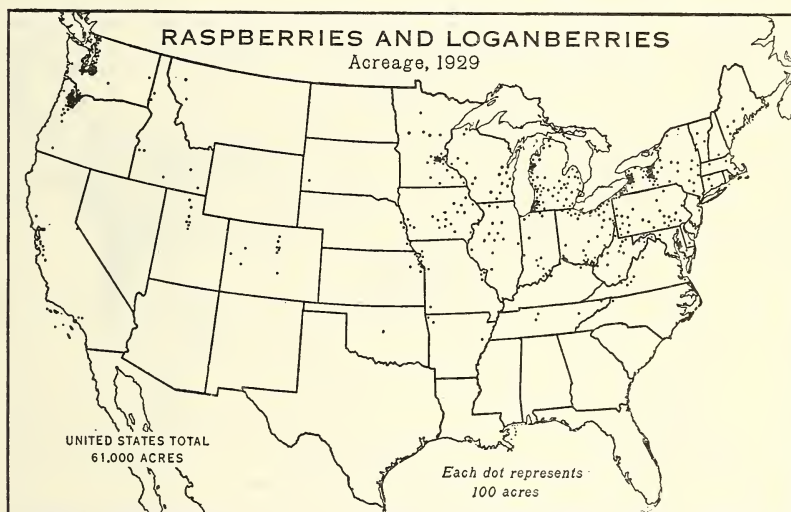 RASPBERRIES AND LOGANBERRIES
Acreage, 1929
UNITED STATES TOTAL
61,000 ACRES
Each dot represents
100 acres